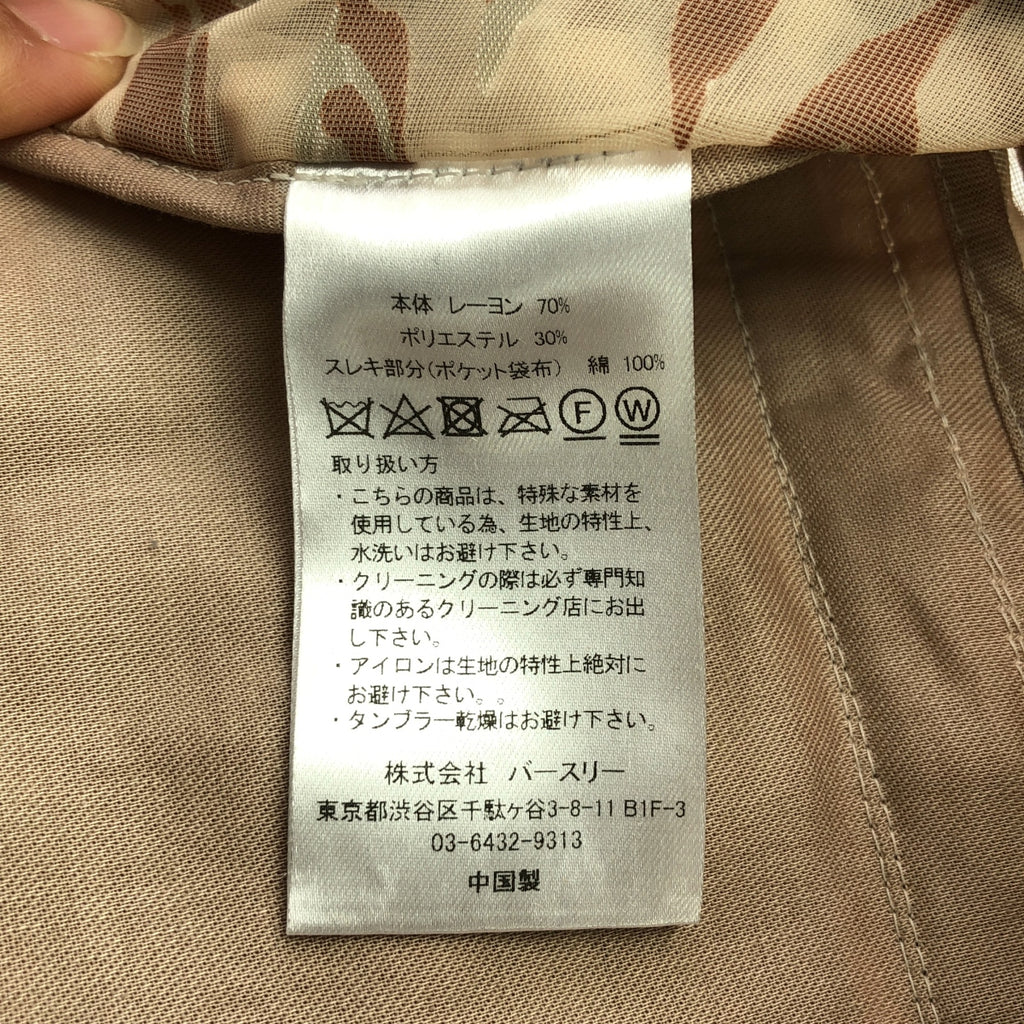 本体 レーヨン 70%
ポリエステル 30%
スレキ部分(ポケット袋布) 綿 100%
F W
取り扱い方
・こちらの商品は、特殊な素材を
使用している為、生地の特性上、
水洗いはお避け下さい。
・クリーニングの際は必ず専門知
識のあるクリーニング店にお出
し下さい。
・アイロンは生地の特性上絶対に
お避け下さい。。
・タンブラー乾燥はお避け下さい。
株式会社 バースリー
東京都渋谷区千駄ヶ谷3-8-11 B1F-3
03-6432-9313
中国製